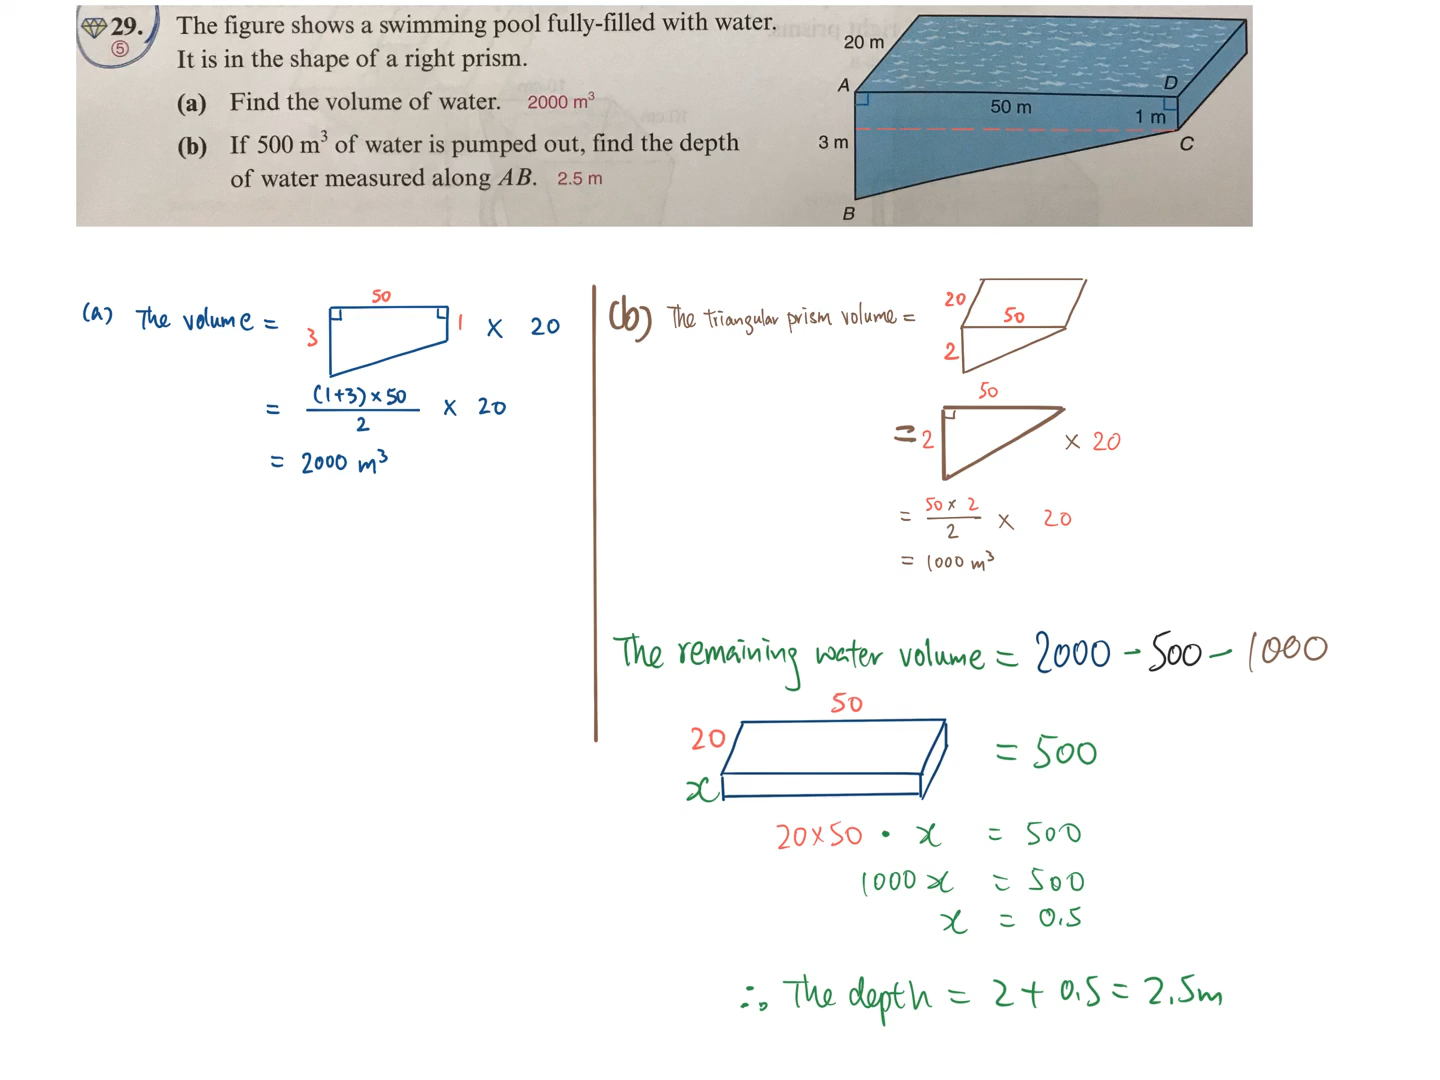 29.
⑤
The figure shows a swimming pool fully-filled with water.
It is in the shape of a right prism.
(a) Find the volume of water. 2000 m³
(b) If 500 m³ of water is pumped out, find the depth
of water measured along AB. 2.5 m
20 m
A
D
50 m
1 m
3 m
C
B
(a) The volume =
50
3
1
× 20
= (1+3)×50 / 2 × 20
= 2000 m³
(b) The triangular prism volume =
20
50
2
50
= 2
× 20
= 50 × 2 / 2 × 20
= 1000 m³
The remaining water volume = 2000 - 500 - 1000
50
20
x
= 500
20×50 · x = 500
1000x = 500
x = 0.5
∴ The depth = 2 + 0.5 = 2.5m